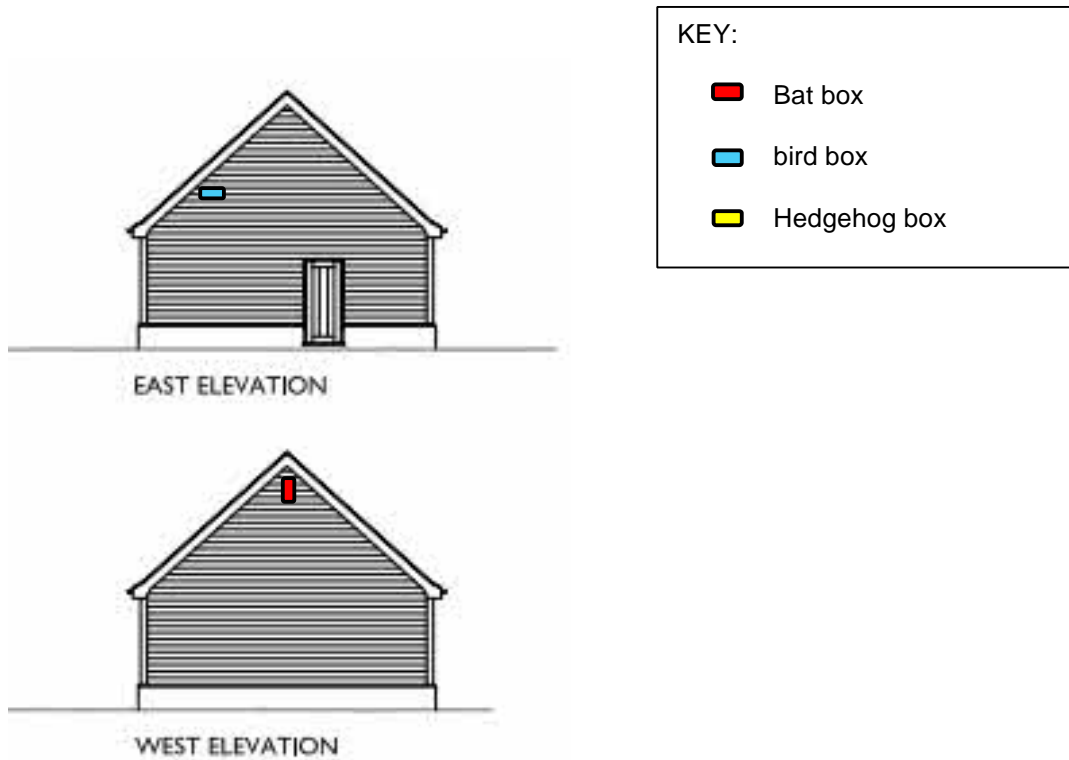 KEY:
Bat box
bird box
Hedgehog box
EAST ELEVATION
WEST ELEVATION